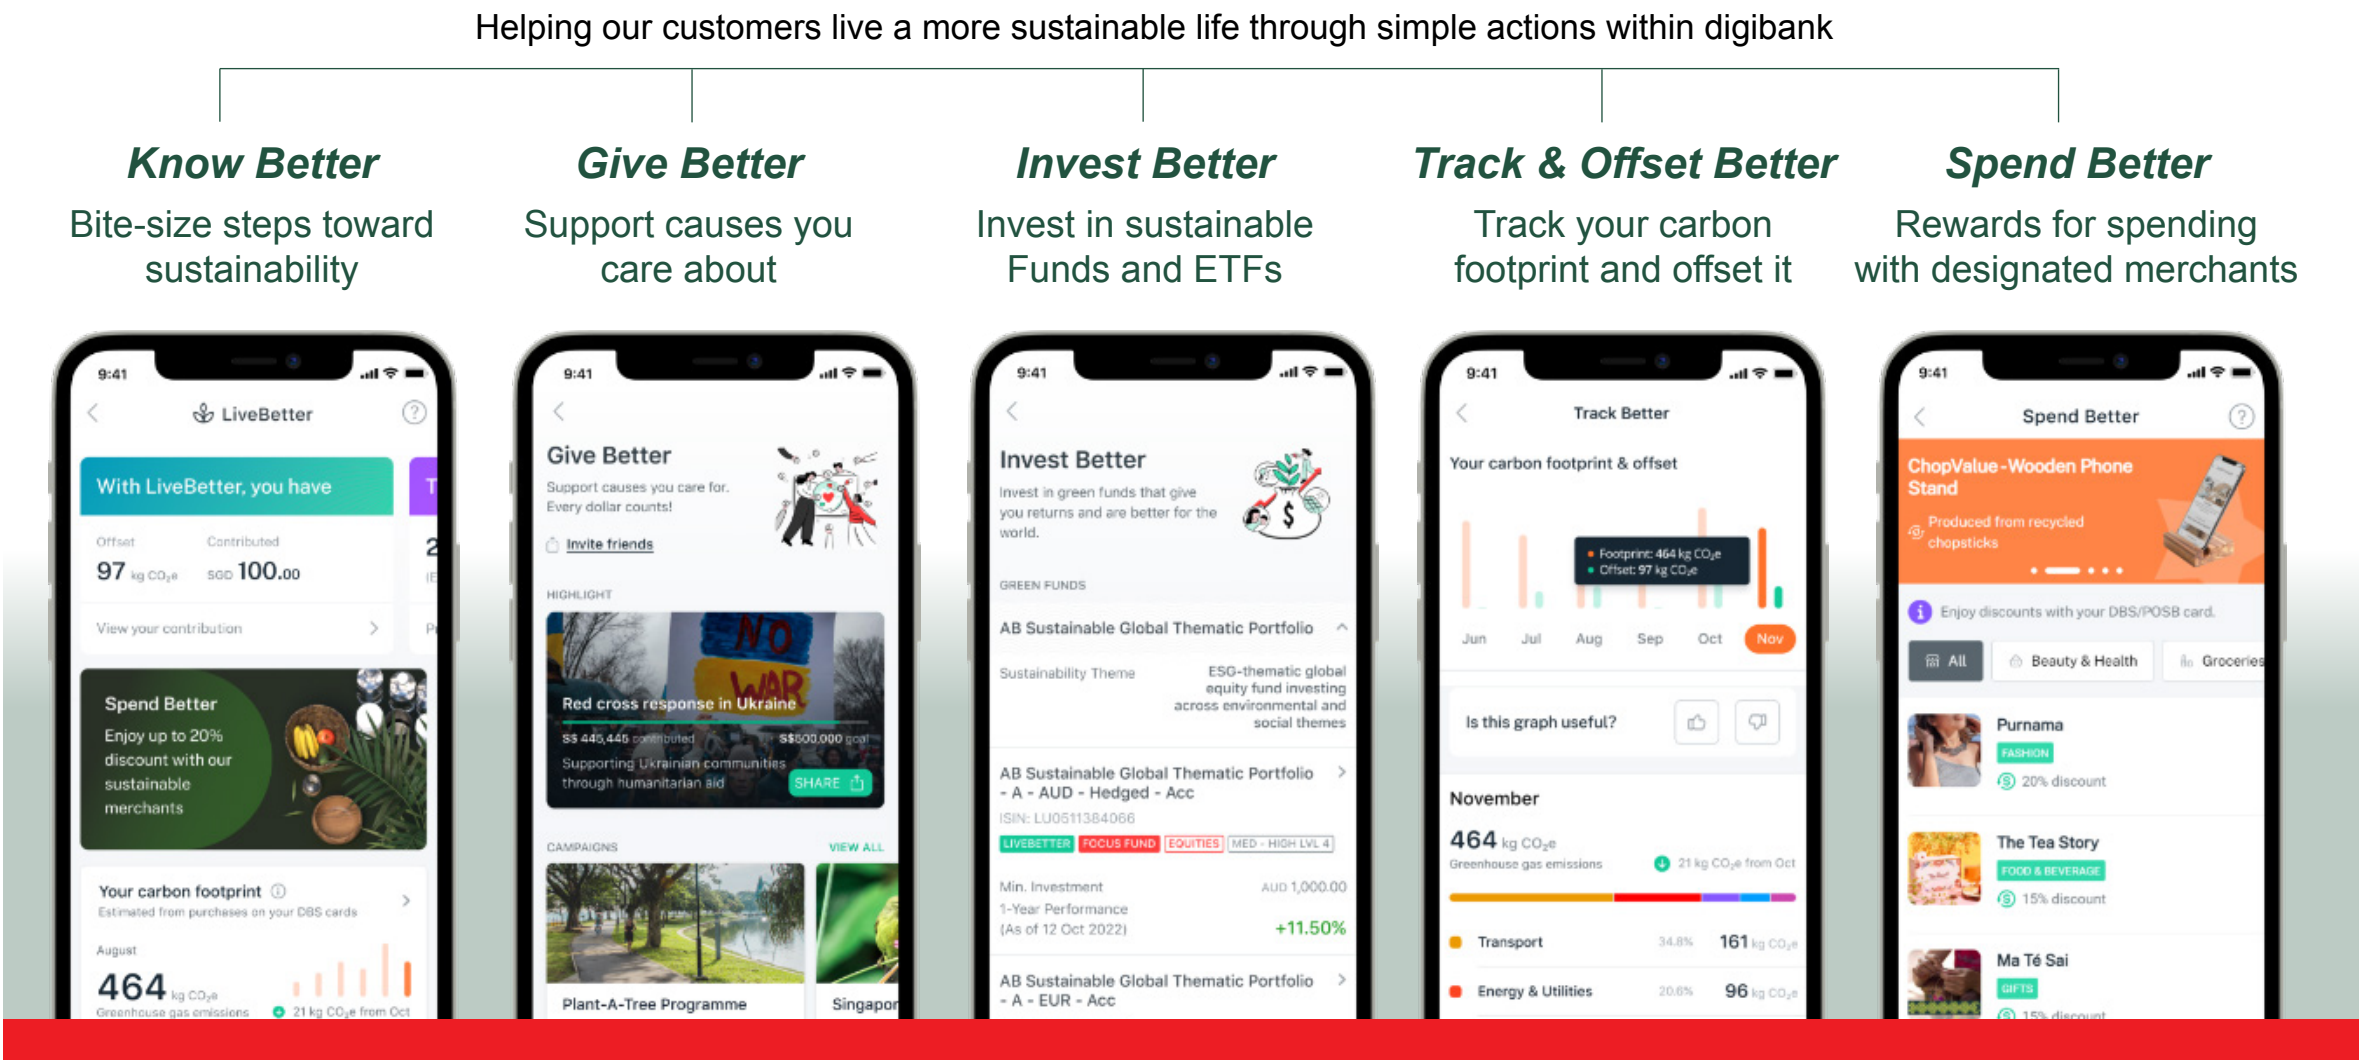 Helping our customers live a more sustainable life through simple actions within digibank
Know Better
Bite-size steps toward
sustainability
Give Better
Support causes you
care about
Invest Better
Invest in sustainable
Funds and ETFs
Track & Offset Better
Track your carbon
footprint and offset it
Spend Better
Rewards for spending
with designated merchants
9:41
LiveBetter
?
With LiveBetter, you have
T
Offset
Contributed
97 kg CO₂e
SGD 100.00
2
View your contribution
Spend Better
Enjoy up to 20%
discount with our
sustainable
merchants
Your carbon footprint
Estimated from purchases on your DBS cards
August
464 kg CO₂e
Greenhouse gas emissions
21 kg CO₂e from Oct
9:41
Give Better
Support causes you care for.
Every dollar counts!
Invite friends
HIGHLIGHT
NO
WAR
Red cross response in Ukraine
S$ 445,445 contributed
S$500,000 goal
Supporting Ukrainian communities
through humanitarian aid
SHARE
CAMPAIGNS
VIEW ALL
Plant-A-Tree Programme
Singapor
9:41
Invest Better
Invest in green funds that give
you returns and are better for the
world.
$
GREEN FUNDS
AB Sustainable Global Thematic Portfolio
Sustainability Theme
ESG-thematic global
equity fund investing
across environmental and
social themes
AB Sustainable Global Thematic Portfolio
- A - AUD - Hedged - Acc
ISIN: LU0511384066
LIVEBETTER
FOCUS FUND
EQUITIES
MED - HIGH LVL 4
Min. Investment
AUD 1,000.00
1-Year Performance
(As of 12 Oct 2022)
+11.50%
AB Sustainable Global Thematic Portfolio
- A - EUR - Acc
9:41
Track Better
Your carbon footprint & offset
Footprint: 464 kg CO₂e
Offset: 97 kg CO₂e
Jun
Jul
Aug
Sep
Oct
Nov
Is this graph useful?
November
464 kg CO₂e
Greenhouse gas emissions
21 kg CO₂e from Oct
Transport
34.8%
161 kg CO₂e
Energy & Utilities
20.6%
96 kg CO₂e
9:41
Spend Better
?
ChopValue - Wooden Phone
Stand
Produced from recycled
chopsticks
i
Enjoy discounts with your DBS/POSB card.
All
Beauty & Health
Groceries
Purnama
FASHION
20% discount
The Tea Story
FOOD & BEVERAGE
15% discount
Ma Té Sai
GIFTS
15% discount